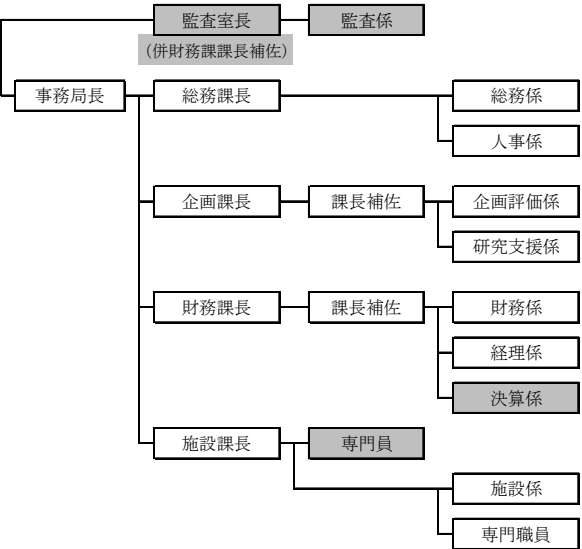 監査室長 監査係
（併財務課課長補佐）
事務局長 総務課長 総務係
人事係
企画課長 課長補佐 企画評価係
研究支援係
財務課長 課長補佐 財務係
経理係
決算係
施設課長 専門員
施設係
専門職員